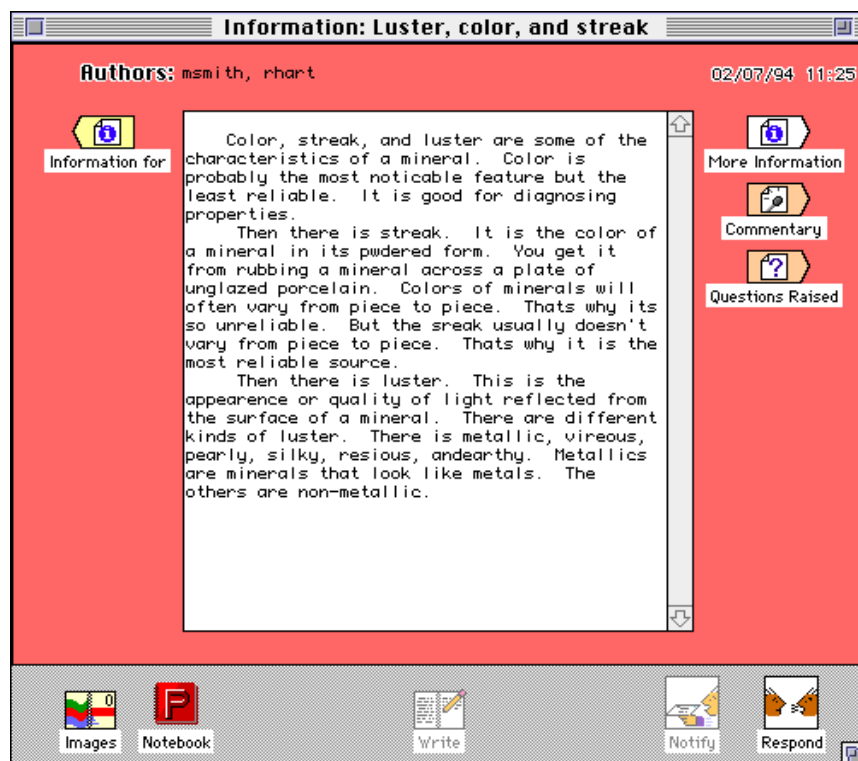 Information: Luster, color, and streak
Authors: msmith, rhart
02/07/94 11:25
Information for
Color, streak, and luster are some of the
characteristics of a mineral. Color is
probably the most noticable feature but the
least reliable. It is good for diagnosing
properties.
Then there is streak. It is the color of
a mineral in its pwdered form. You get it
from rubbing a mineral across a plate of
unglazed porcelain. Colors of minerals will
often vary from piece to piece. Thats why its
so unreliable. But the sreak usually doesn't
vary from piece to piece. Thats why it is the
most reliable source.
Then there is luster. This is the
appearence or quality of light reflected from
the surface of a mineral. There are different
kinds of luster. There is metallic, vireous,
pearly, silky, resious, andearthy. Metallics
are minerals that look like metals. The
others are non-metallic.
More Information
Commentary
?
Questions Raised
0
P
Images
Notebook
Write
Notify
Respond